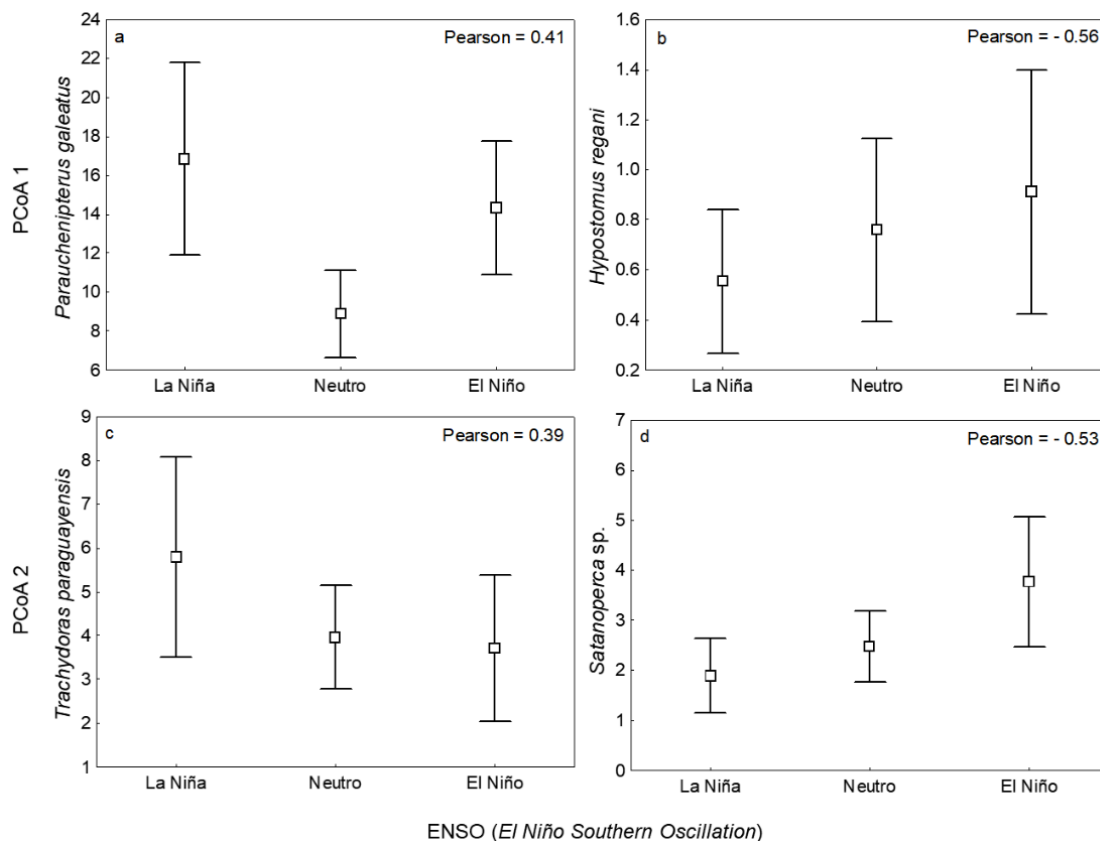 a
Pearson = 0.41
24
22
20
18
16
14
12
10
8
6
Parauchenipterus galeatus
PCoA 1
La Niña Neutro El Niño
b
Pearson = - 0.56
1.6
1.4
1.2
1.0
0.8
0.6
0.4
0.2
Hypostomus regani
La Niña Neutro El Niño
c
Pearson = 0.39
9
8
7
6
5
4
3
2
1
Trachydoras paraguayensis
PCoA 2
La Niña Neutro El Niño
d
Pearson = - 0.53
7
6
5
4
3
2
1
0
Satanoperca sp.
La Niña Neutro El Niño
ENSO (El Niño Southern Oscillation)